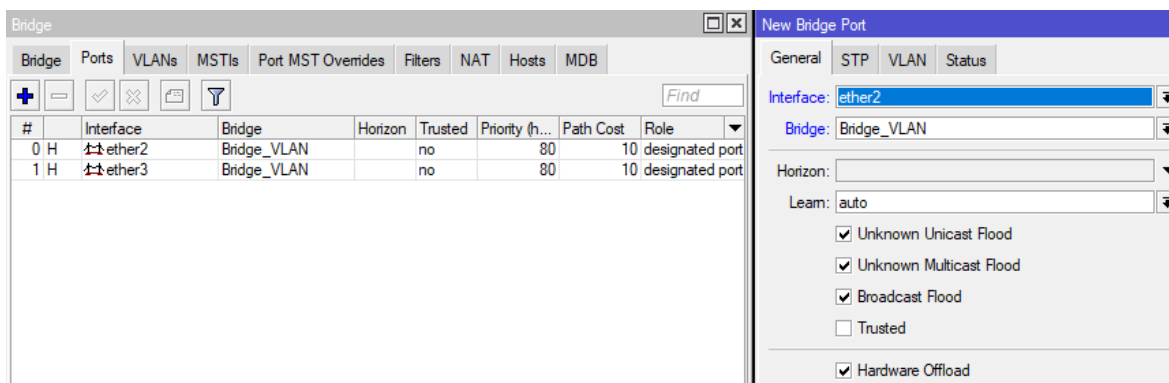 Bridge
Bridge Ports VLANs MSTIs Port MST Overrides Filters NAT Hosts MDB
Find
# Interface Bridge Horizon Trusted Priority (h... Path Cost Role
0 H ether2 Bridge_VLAN no 80 10 designated port
1 H ether3 Bridge_VLAN no 80 10 designated port
New Bridge Port
General STP VLAN Status
Interface: ether2
Bridge: Bridge_VLAN
Horizon:
Learn: auto
Unknown Unicast Flood
Unknown Multicast Flood
Broadcast Flood
Trusted
Hardware Offload